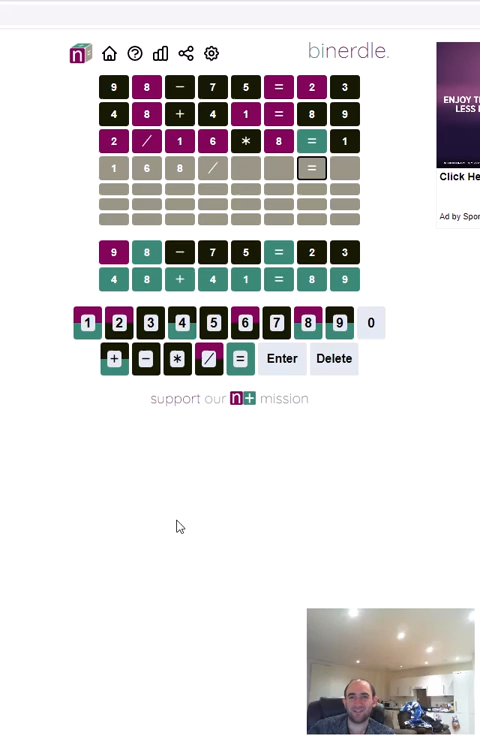 n ? binerdle.
9 8 - 7 5 = 2 3
4 8 + 4 1 = 8 9
2 / 1 6 * 8 = 1
1 6 8 / =
9 8 - 7 5 = 2 3
4 8 + 4 1 = 8 9
1 2 3 4 5 6 7 8 9 0
+ - * / = Enter Delete
support our n+ mission
Click He
Ad by Spor